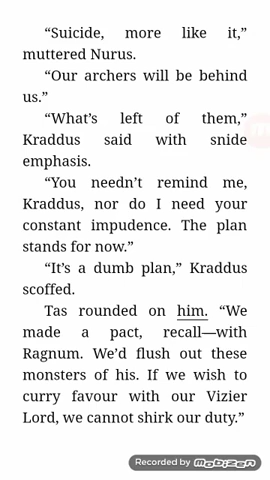 “Suicide, more like it,”
muttered Nurus.
“Our archers will be behind
us.”
“What’s left of them,”
Kraddus said with snide
emphasis.
“You needn’t remind me,
Kraddus, nor do I need your
constant impudence. The plan
stands for now.”
“It’s a dumb plan,” Kraddus
scoffed.
Tas rounded on him. “We
made a pact, recall—with
Ragnum. We’d flush out these
monsters of his. If we wish to
curry favour with our Vizier
Lord, we cannot shirk our duty.”
Recorded by mobizen